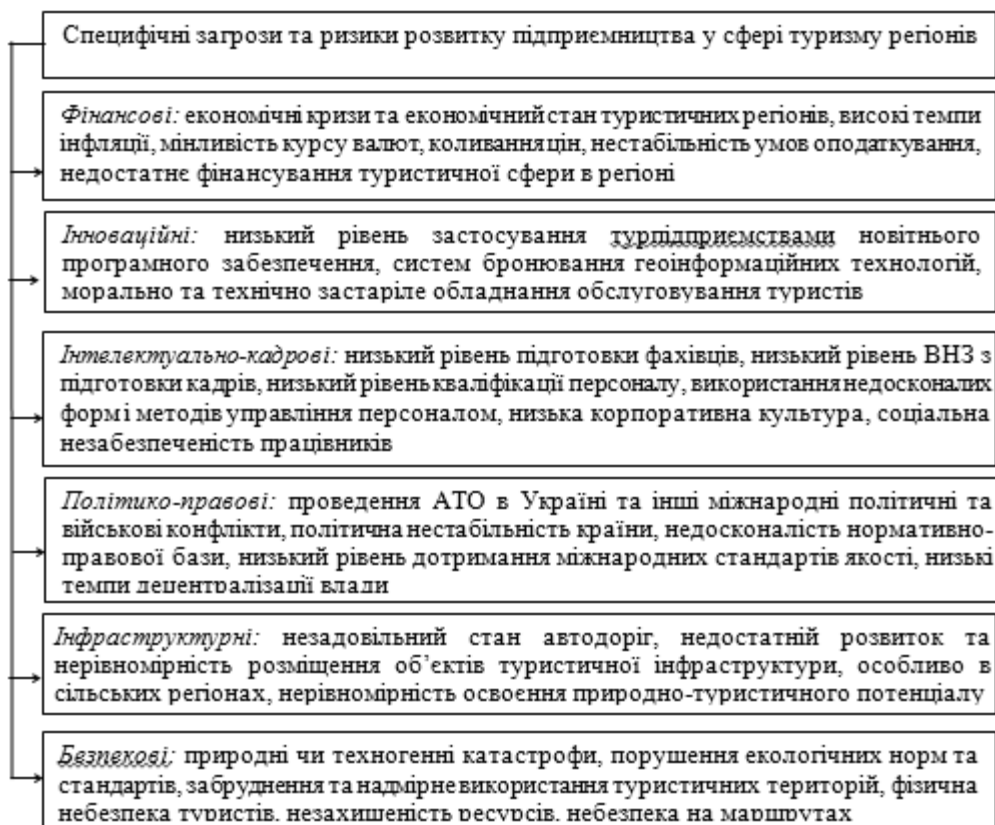 Специфічні загрози та ризики розвитку підприємництва у сфері туризму регіонів
Фінансові: економічні кризи та економічний стан туристичних регіонів, високі темпи
інфляції, мінливість курсу валют, коливання цін, нестабільність умов оподаткування,
недостатнє фінансування туристичної сфери в регіоні
Інноваційні: низький рівень застосування турпідприємствами новітнього
програмного забезпечення, систем бронювання геоінформаційних технологій,
морально та технічно застаріле обладнання обслуговування туристів
Інтелектуально-кадрові: низький рівень підготовки фахівців, низький рівень ВНЗ з
підготовки кадрів, низький рівень кваліфікації персоналу, використання недосконалих
форм і методів управління персоналом, низька корпоративна культура, соціальна
незабезпеченість працівників
Політико-правові: проведення АТО в Україні та інші міжнародні політичні та
військові конфлікти, політична нестабільність країни, недосконалість нормативно-
правової бази, низький рівень дотримання міжнародних стандартів якості, низькі
темпи децентралізації влади
Інфраструктурні: незадовільний стан автодоріг, недостатній розвиток та
нерівномірність розміщення об’єктів туристичної інфраструктури, особливо в
сільських регіонах, нерівномірність освоєння природно-туристичного потенціалу
Безпекові: природні чи техногенні катастрофи, порушення екологічних норм та
стандартів, забруднення та надмірне використання туристичних територій, фізична
небезпека туристів, незахищеність ресурсів, небезпека на маршрутах